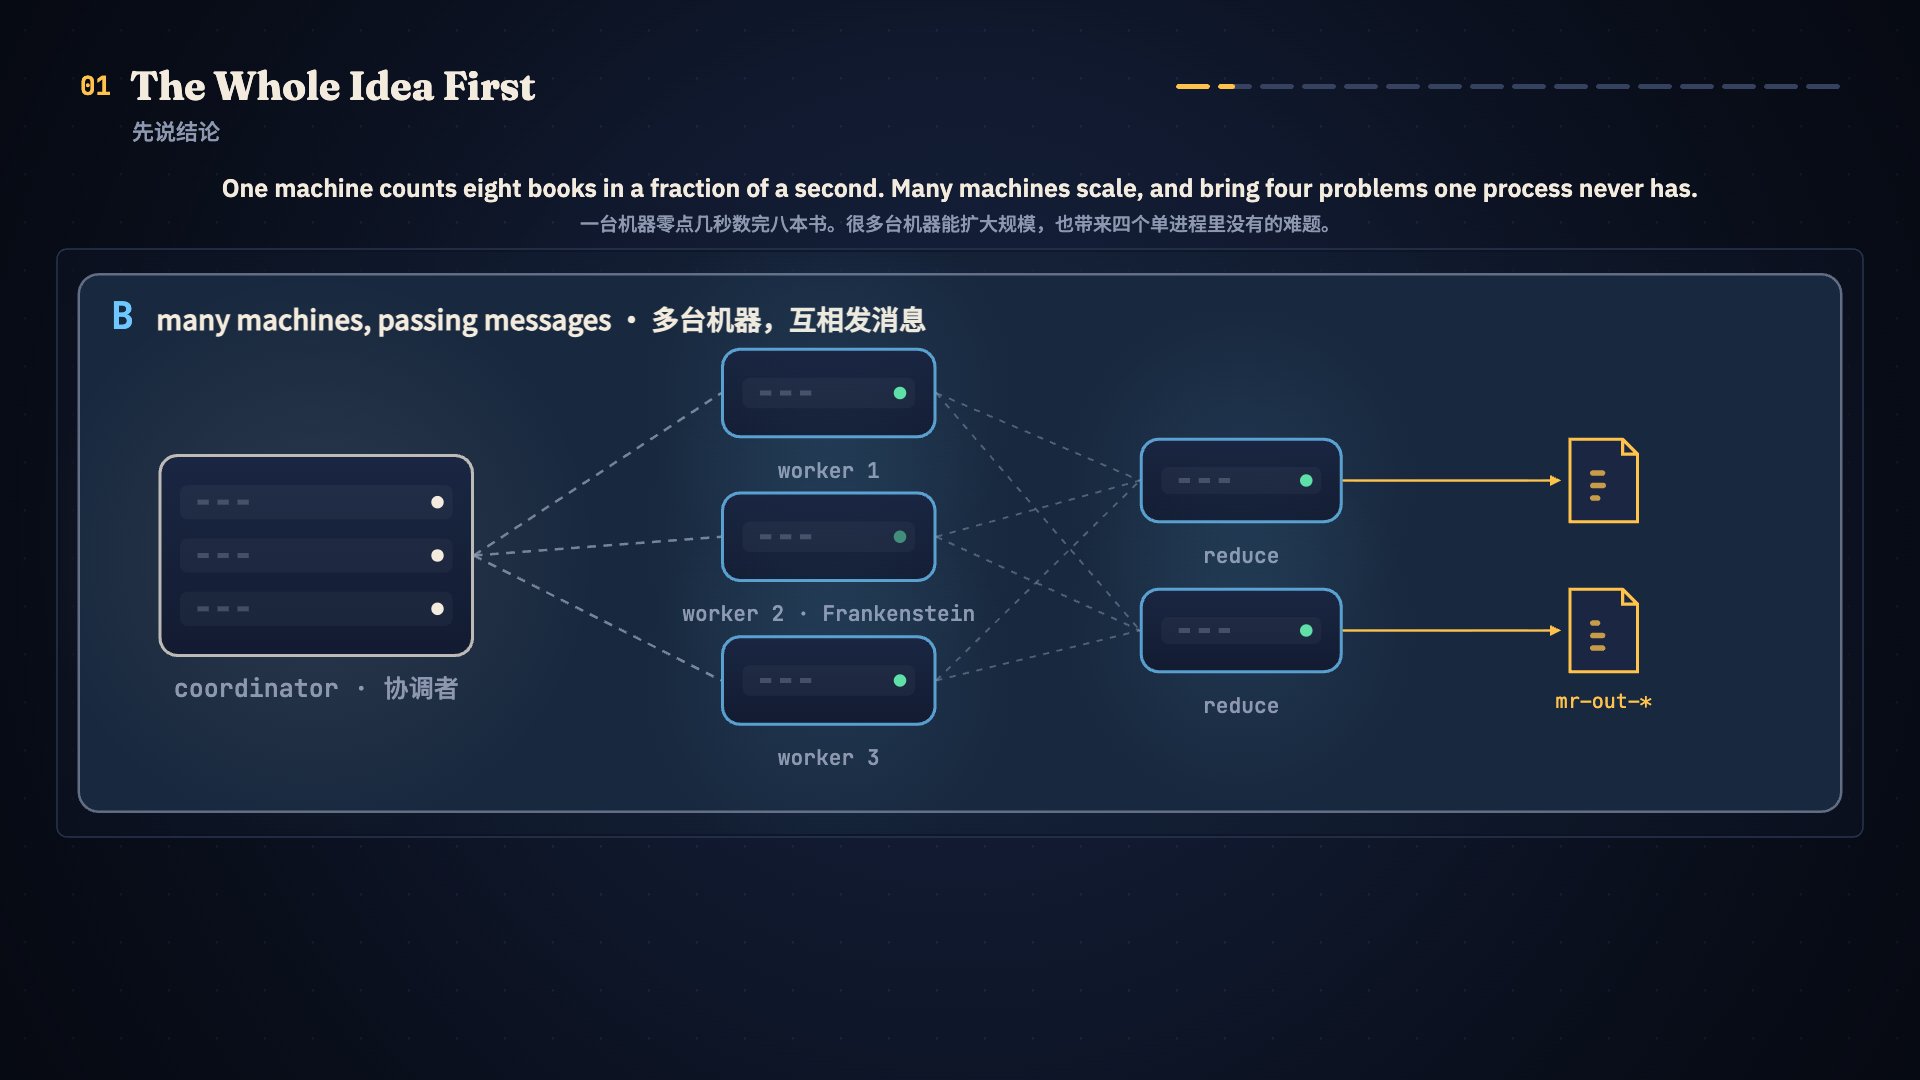 01 The Whole Idea First
先说结论
One machine counts eight books in a fraction of a second. Many machines scale, and bring four problems one process never has.
一台机器零点几秒数完八本书。很多台机器能扩大规模，也带来四个单进程里没有的难题。
B many machines, passing messages · 多台机器，互相发消息
worker 1
worker 2 · Frankenstein
worker 3
coordinator · 协调者
reduce
reduce
mr-out-*